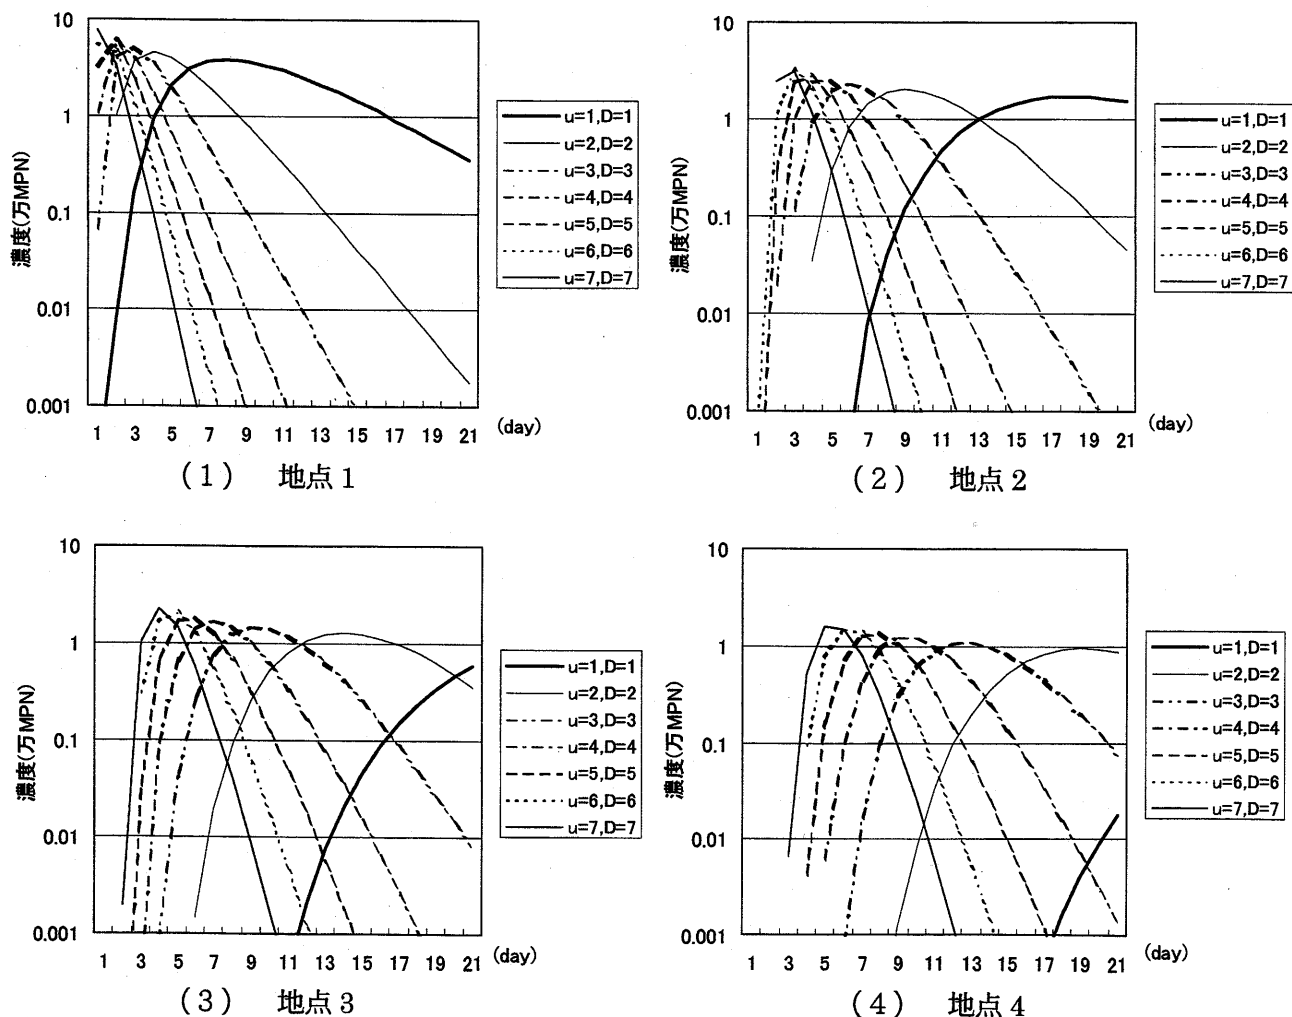 10
1
0.1
0.01
0.001
濃度(万MPN)
1 3 5 7 9 11 13 15 17 19 21
(day)
u=1,D=1
u=2,D=2
u=3,D=3
u=4,D=4
u=5,D=5
u=6,D=6
u=7,D=7
(1) 地点1
10
1
0.1
0.01
0.001
濃度(万MPN)
1 3 5 7 9 11 13 15 17 19 21
(day)
u=1,D=1
u=2,D=2
u=3,D=3
u=4,D=4
u=5,D=5
u=6,D=6
u=7,D=7
(2) 地点2
10
1
0.1
0.01
0.001
濃度(万MPN)
1 3 5 7 9 11 13 15 17 19 21
(day)
u=1,D=1
u=2,D=2
u=3,D=3
u=4,D=4
u=5,D=5
u=6,D=6
u=7,D=7
(3) 地点3
10
1
0.1
0.01
0.001
濃度(万MPN)
1 3 5 7 9 11 13 15 17 19 21
(day)
u=1,D=1
u=2,D=2
u=3,D=3
u=4,D=4
u=5,D=5
u=6,D=6
u=7,D=7
(4) 地点4